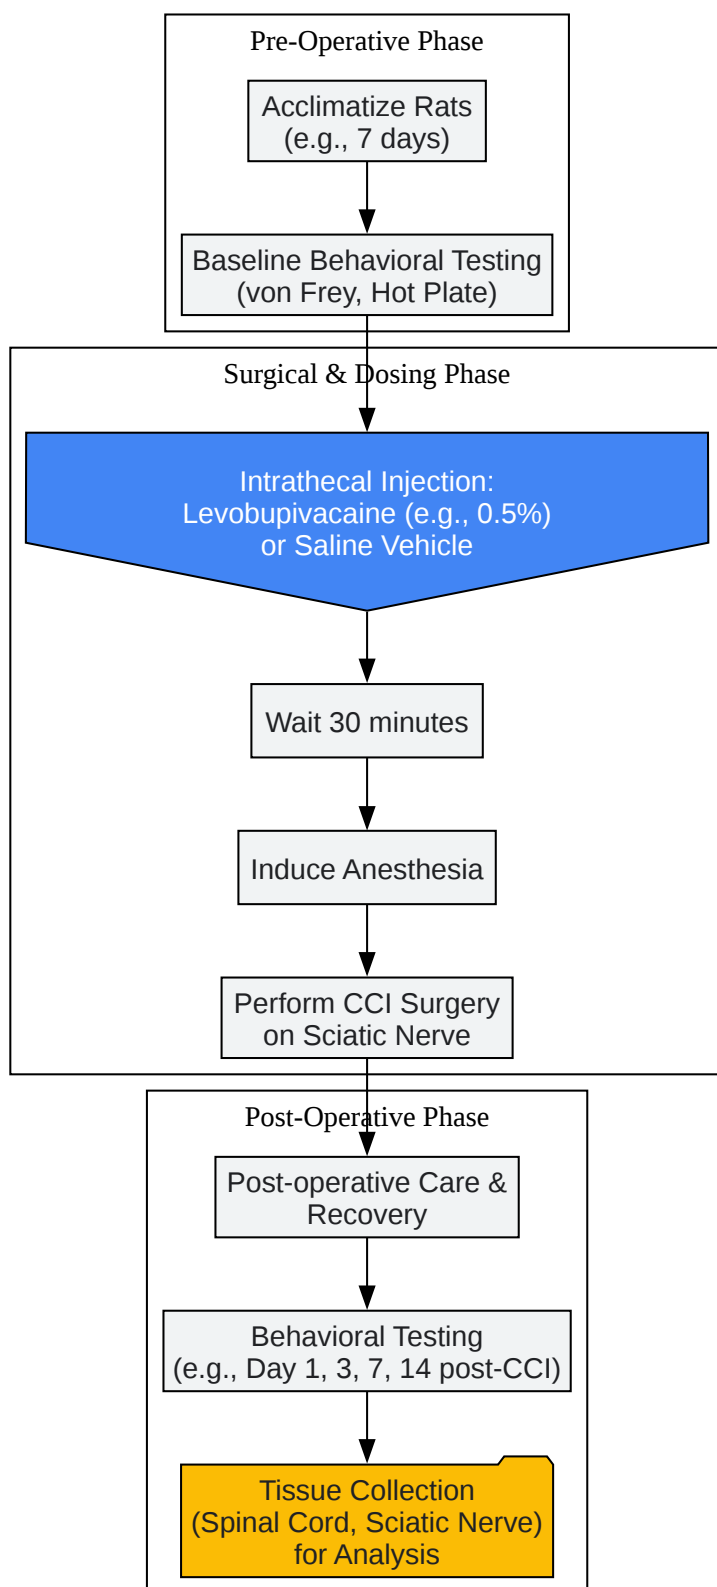 Pre-Operative Phase
Acclimatize Rats
(e.g., 7 days)
Baseline Behavioral Testing
(von Frey, Hot Plate)
Surgical & Dosing Phase
Intrathecal Injection:
Levobupivacaine (e.g., 0.5%)
or Saline Vehicle
Wait 30 minutes
Induce Anesthesia
Perform CCI Surgery
on Sciatic Nerve
Post-Operative Phase
Post-operative Care &
Recovery
Behavioral Testing
(e.g., Day 1, 3, 7, 14 post-CCI)
Tissue Collection
(Spinal Cord, Sciatic Nerve)
for Analysis